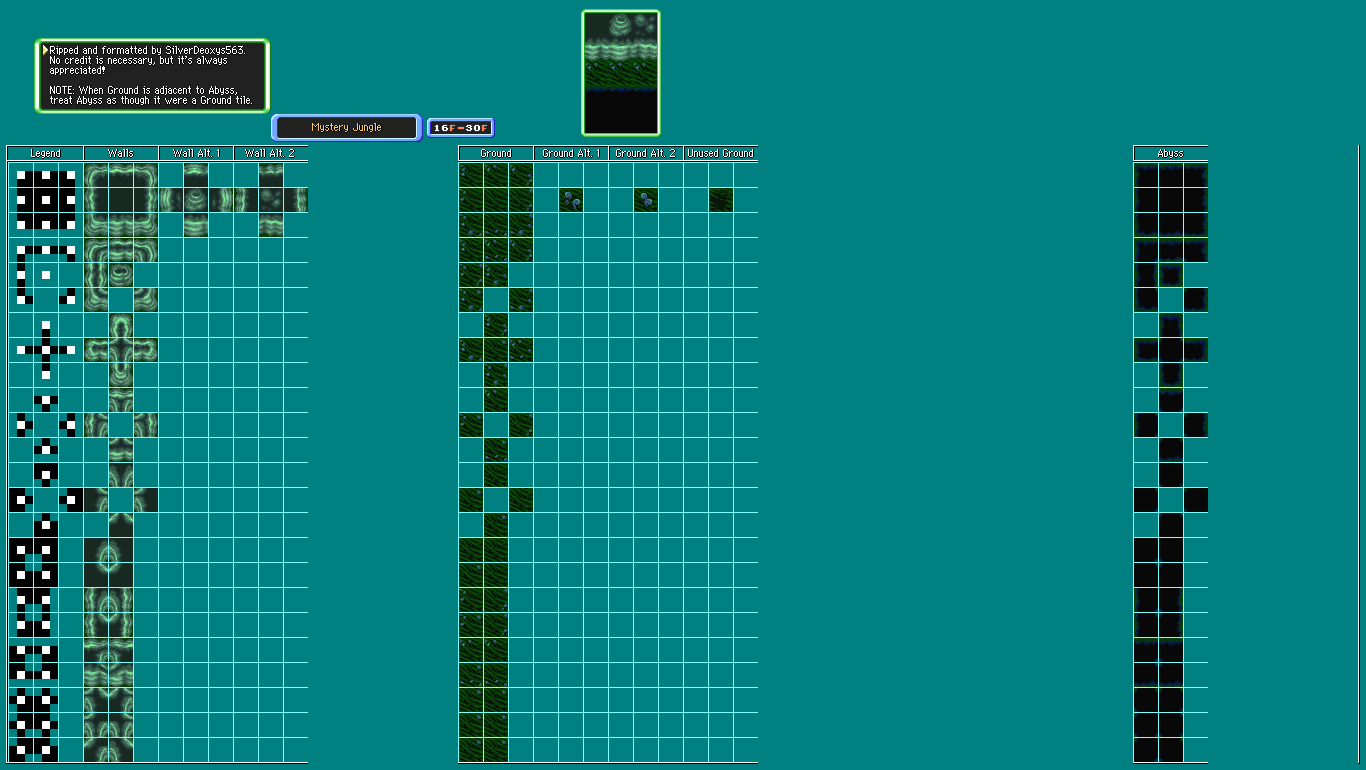 Ripped and formatted by SilverDeoxys563.
No credit is necessary, but it's always
appreciated!
NOTE: When Ground is adjacent to Abyss,
treat Abyss as though it were a Ground tile.
Mystery Jungle
16F-30F
Legend
Walls
Wall Alt. 1
Wall Alt. 2
Ground
Ground Alt. 1
Ground Alt. 2
Unused Ground
Abyss